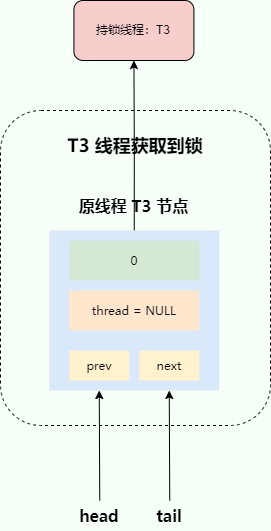 持锁线程：T3
T3 线程获取到锁
原线程 T3 节点
0
thread = NULL
prev next
head tail